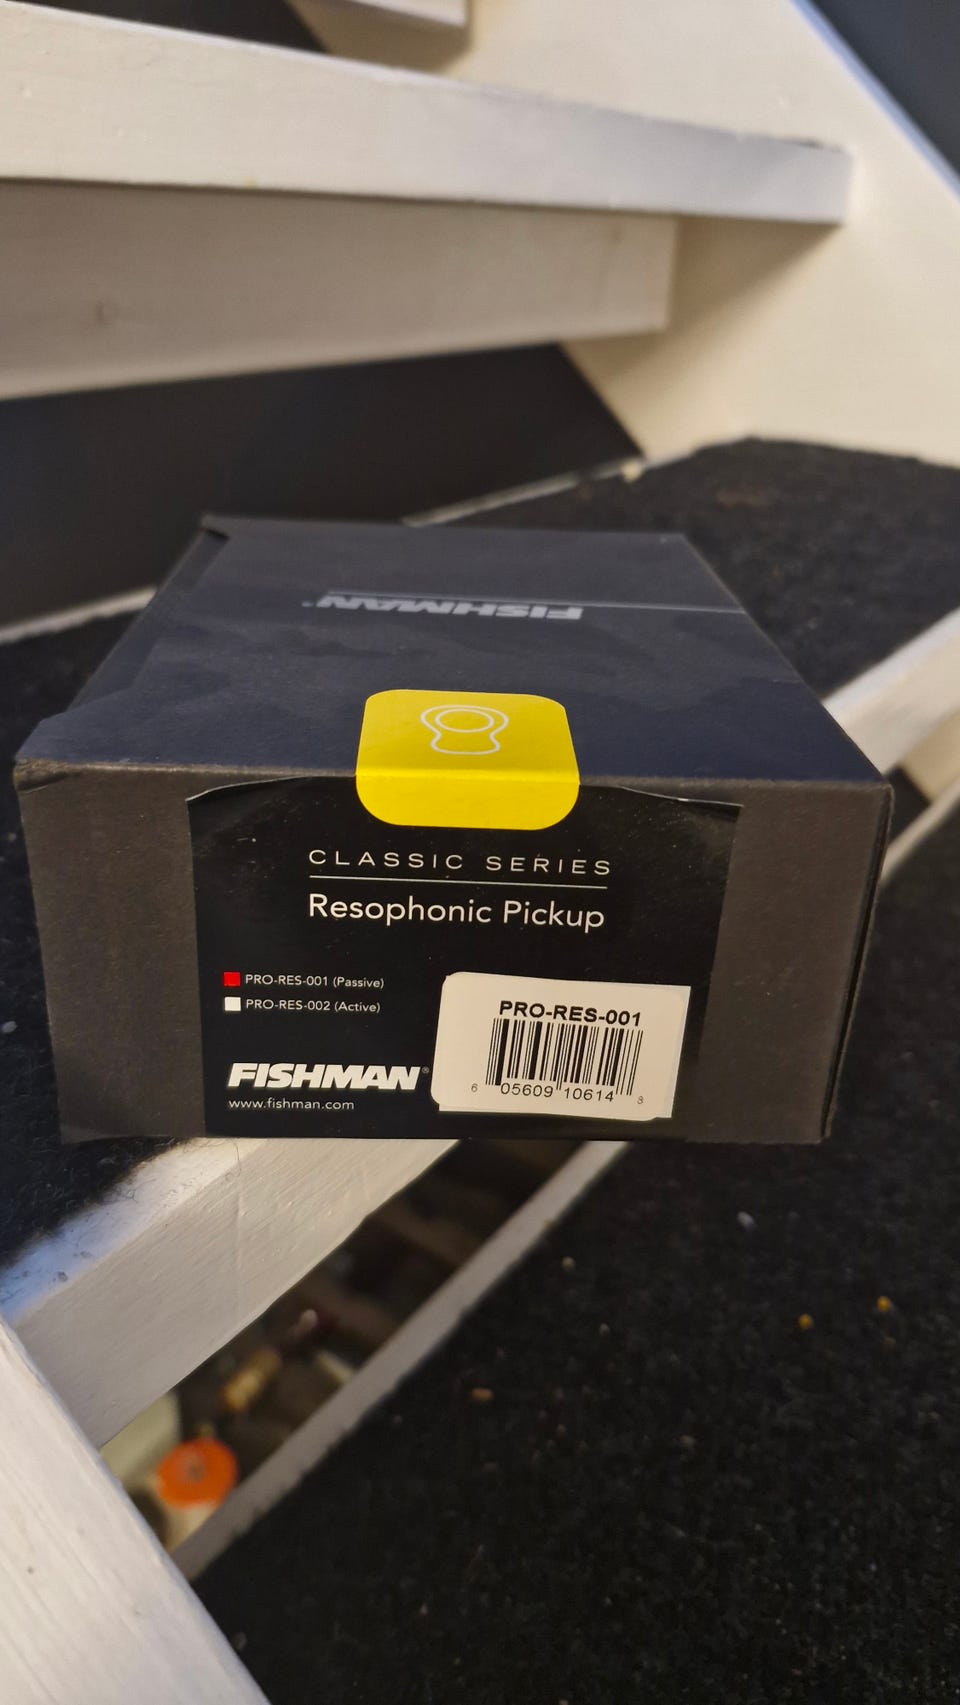 FISHMAN
CLASSIC SERIES
Resophonic Pickup
PRO-RES-001 (Passive)
PRO-RES-002 (Active)
FISHMAN®
www.fishman.com
PRO-RES-001
6 05609 10614 8